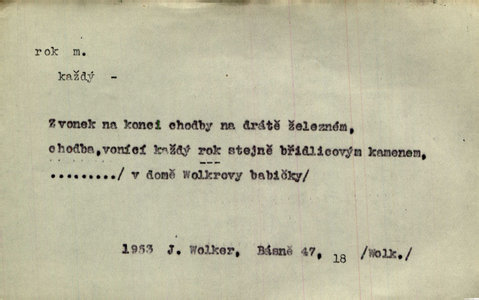 rok m.
každý -
Zvonek na konci chodby na drátě železném,
chodba,vonící každý rok stejně břidlicovým kamenem,
........./ v domě Wolkrovy babičky/
1953 J. Wolker, Básně 47, 18 /Wolk./